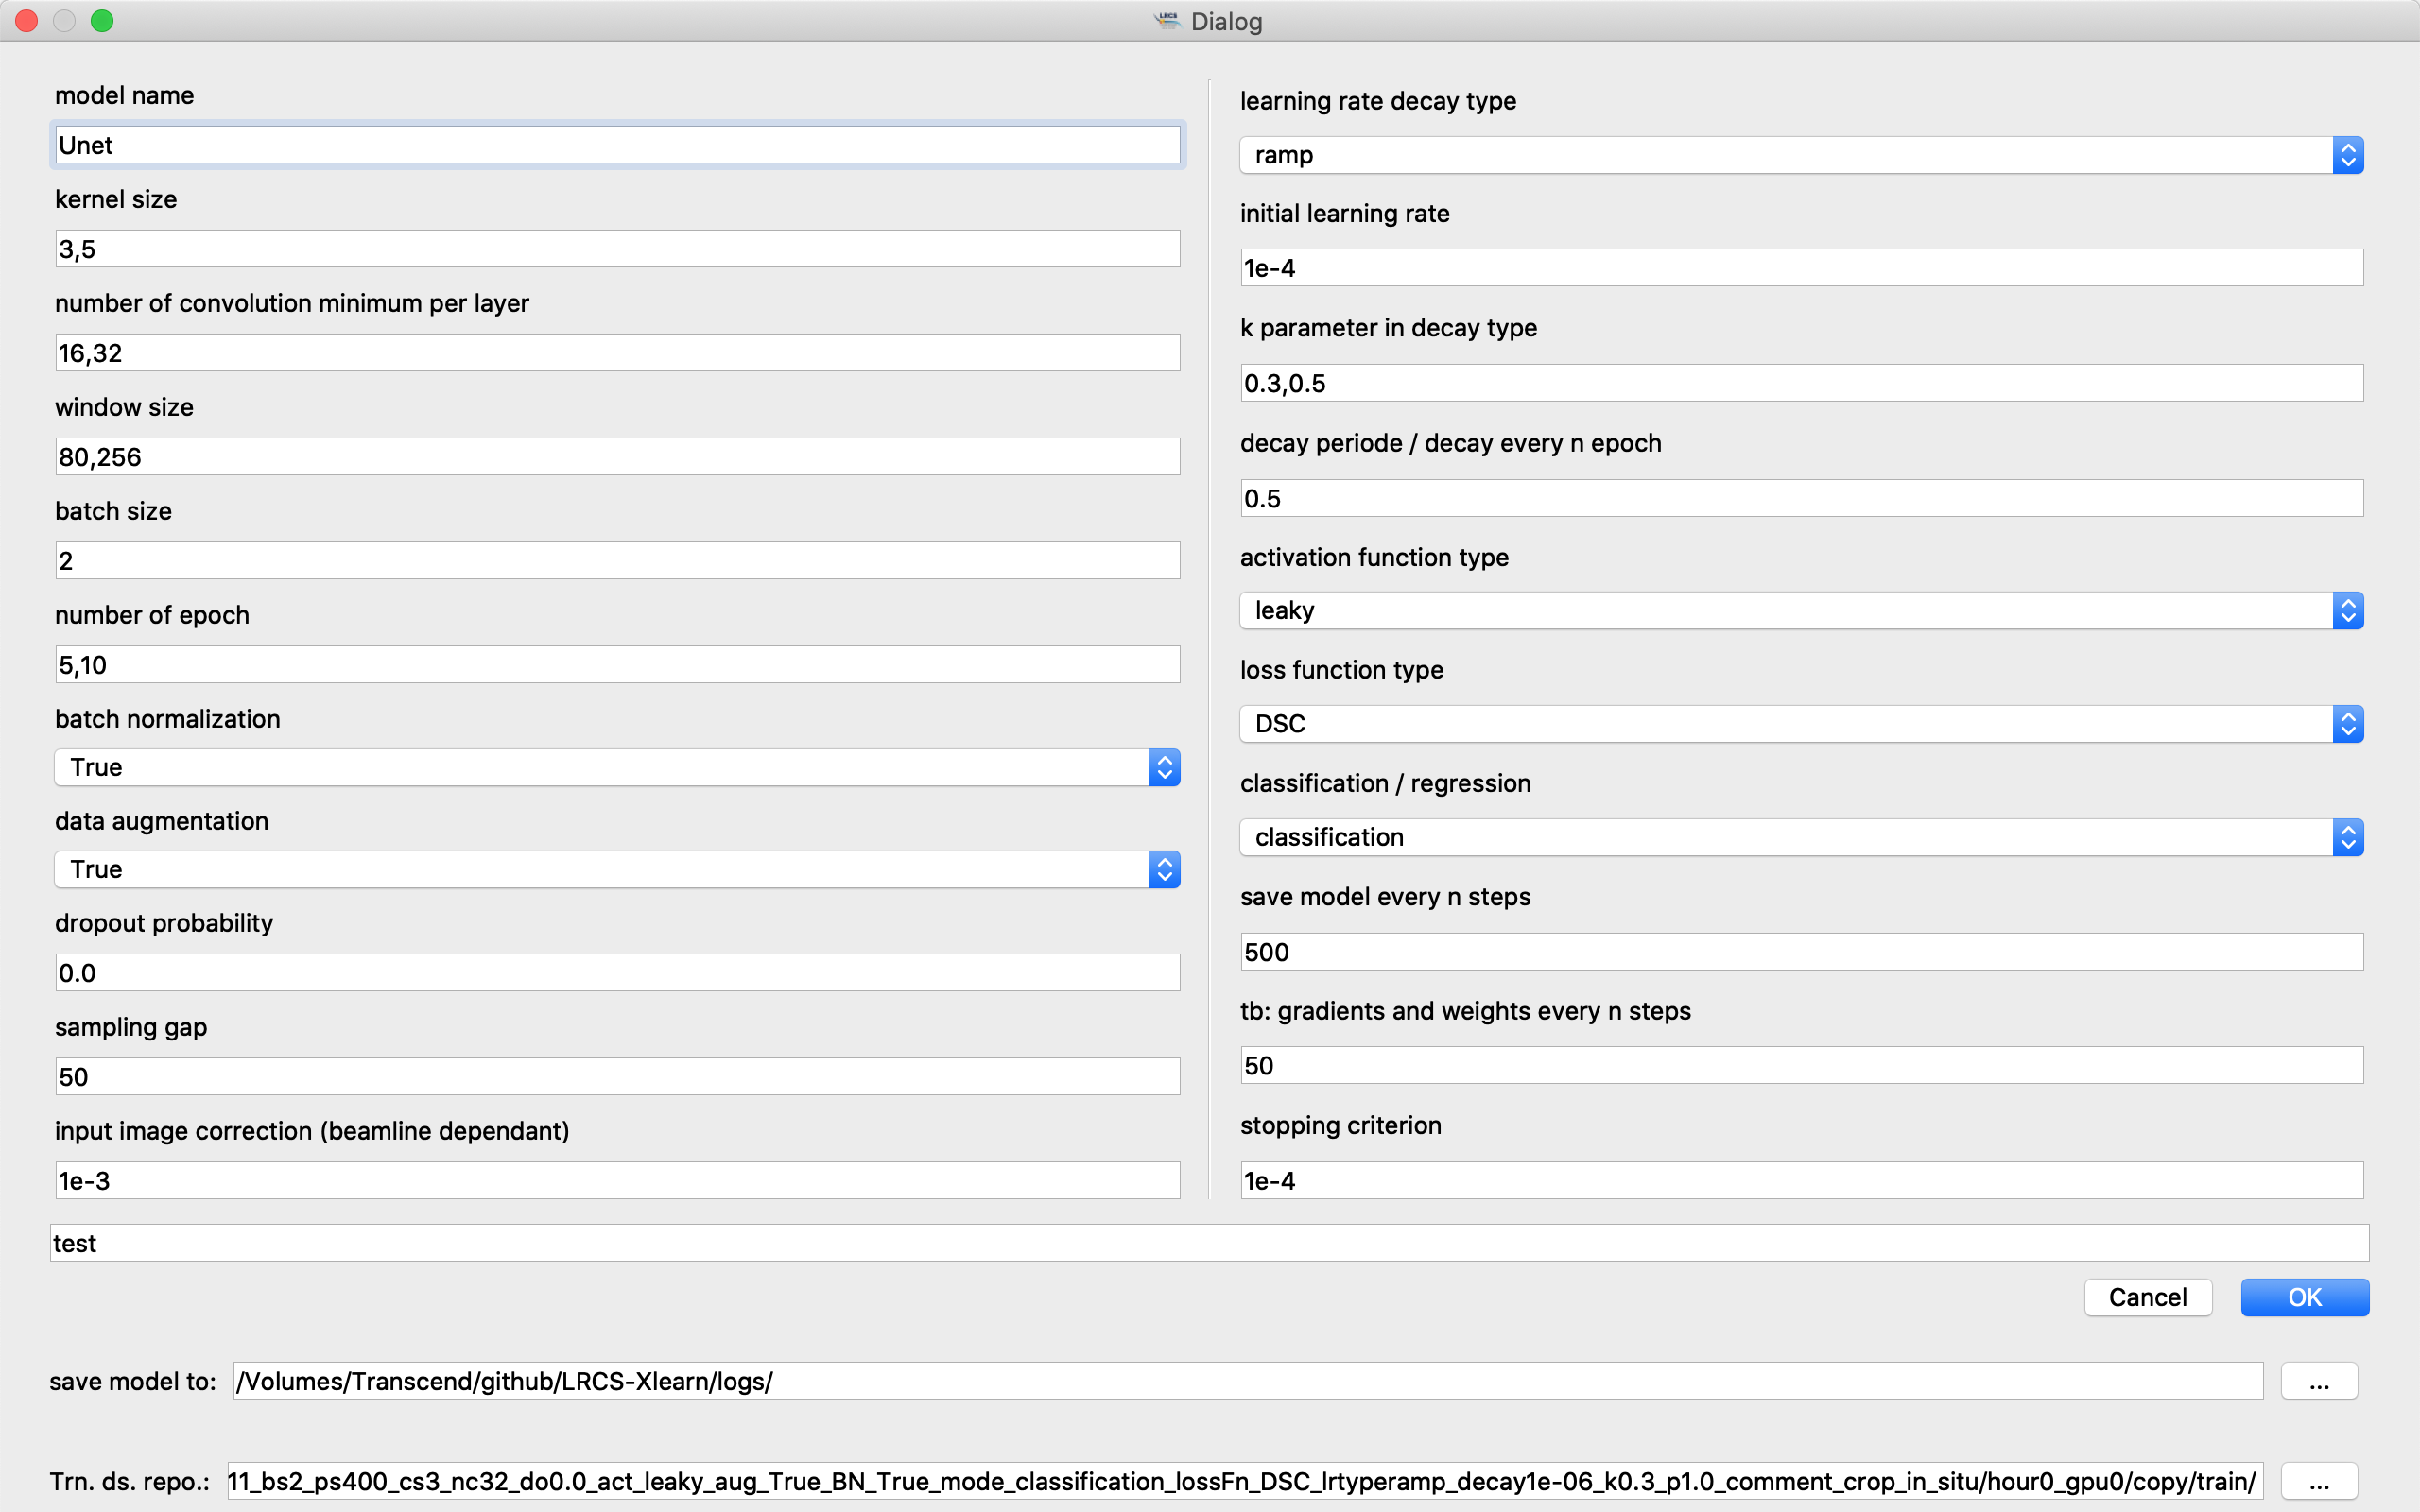 LRCS Dialog
model name
Unet
kernel size
3,5
number of convolution minimum per layer
16,32
window size
80,256
batch size
2
number of epoch
5,10
batch normalization
True
data augmentation
True
dropout probability
0.0
sampling gap
50
input image correction (beamline dependant)
1e-3
learning rate decay type
ramp
initial learning rate
1e-4
k parameter in decay type
0.3,0.5
decay periode / decay every n epoch
0.5
activation function type
leaky
loss function type
DSC
classification / regression
classification
save model every n steps
500
tb: gradients and weights every n steps
50
stopping criterion
1e-4
test
Cancel OK
save model to: /Volumes/Transcend/github/LRCS-Xlearn/logs/ ...
Trn. ds. repo.: 11_bs2_ps400_cs3_nc32_do0.0_act_leaky_aug_True_BN_True_mode_classification_lossFn_DSC_lrtyperamp_decay1e-06_k0.3_p1.0_comment_crop_in_situ/hour0_gpu0/copy/train/ ...